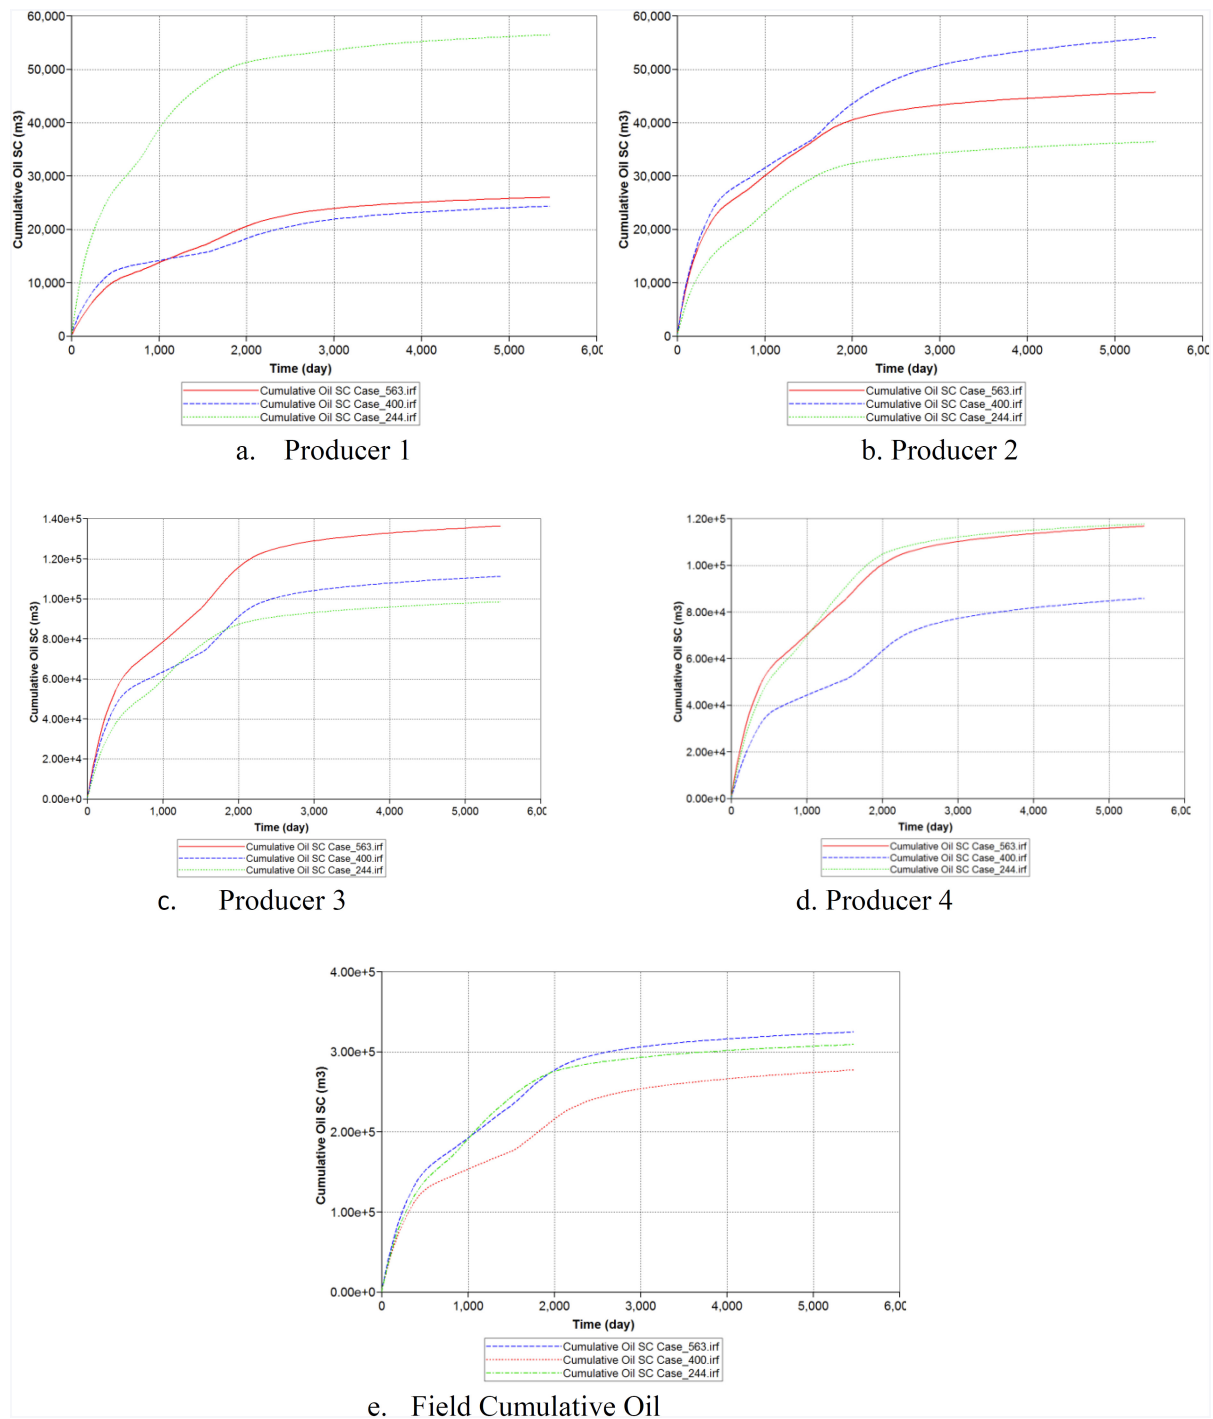 60,000
50,000
40,000
30,000
20,000
10,000
0
Cumulative Oil SC (m3)
0 1,000 2,000 3,000 4,000 5,000 6,00
Time (day)
Cumulative Oil SC Case_563.irf
Cumulative Oil SC Case_400.irf
Cumulative Oil SC Case_244.irf
a. Producer 1
60,000
50,000
40,000
30,000
20,000
10,000
0
Cumulative Oil SC (m3)
0 1,000 2,000 3,000 4,000 5,000 6,00
Time (day)
Cumulative Oil SC Case_563.irf
Cumulative Oil SC Case_400.irf
Cumulative Oil SC Case_244.irf
b. Producer 2
1.40e+5
1.20e+5
1.00e+5
8.00e+4
6.00e+4
4.00e+4
2.00e+4
0.00e+0
Cumulative Oil SC (m3)
0 1,000 2,000 3,000 4,000 5,000 6,00
Time (day)
Cumulative Oil SC Case_563.irf
Cumulative Oil SC Case_400.irf
Cumulative Oil SC Case_244.irf
c. Producer 3
1.20e+5
1.00e+5
8.00e+4
6.00e+4
4.00e+4
2.00e+4
0.00e+0
Cumulative Oil SC (m3)
0 1,000 2,000 3,000 4,000 5,000 6,00
Time (day)
Cumulative Oil SC Case_563.irf
Cumulative Oil SC Case_400.irf
Cumulative Oil SC Case_244.irf
d. Producer 4
4.00e+5
3.00e+5
2.00e+5
1.00e+5
0.00e+0
Cumulative Oil SC (m3)
0 1,000 2,000 3,000 4,000 5,000 6,00
Time (day)
Cumulative Oil SC Case_563.irf
Cumulative Oil SC Case_400.irf
Cumulative Oil SC Case_244.irf
e. Field Cumulative Oil